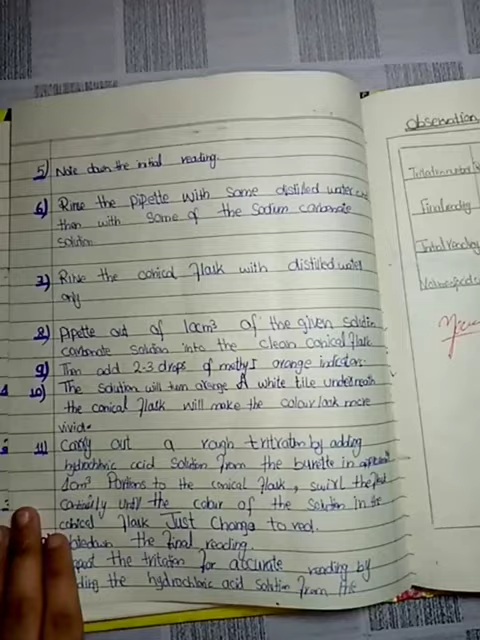 5) Note down the initial reading.
6) Rinse the pipette with some distilled water and
then with some of the sodium carbonate
solution
7) Rinse the conical flask with distilled water
only
8) Pipette out of 10cm³ of the given
carbonate solution into the clean conical flask
9) Then add 2-3 drops of methyl orange indicator.
10) The solution will turn orange A white tile underneath
the conical flask will make the colour look more
vivid.
11) Carry out a rough tritration by adding
hydrochloric acid solution from the burette in
1cm³ Portions to the conical flask, swirl the flask
until the colour of the solution in the
conical flask Just Change to red.
the final reading.
the tritation for accurate reading by
the hydrochloric acid solution from the
Observation
Titration number
Final reading
Initial reading